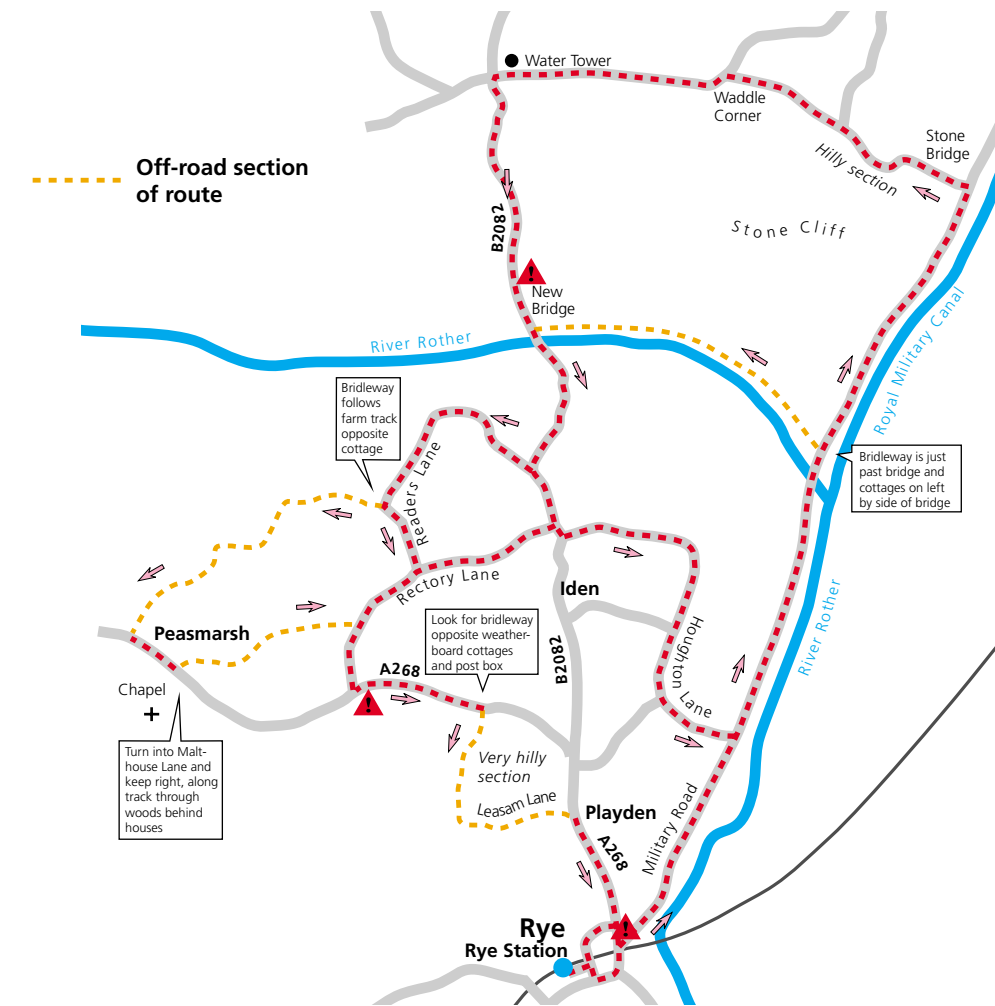 Water Tower
Waddle
Corner
Stone
Bridge
Hilly section
Off-road section
of route
Stone Cliff
B2082
!
New
Bridge
River Rother
Royal Military Canal
Bridleway
follows
farm track
opposite
cottage
Readers Lane
Bridleway is just
past bridge and
cottages on left
by side of bridge
Rectory Lane
Iden
Peasmarsh
Look for bridleway
opposite weather-
board cottages
and post box
Houghton Lane
River Rother
B2082
A268
Chapel
!
Turn into Malt-
house Lane and
keep right, along
track through
woods behind
houses
Very hilly
section
Leasam Lane
Playden
A268
Military Road
Rye
!
Rye Station